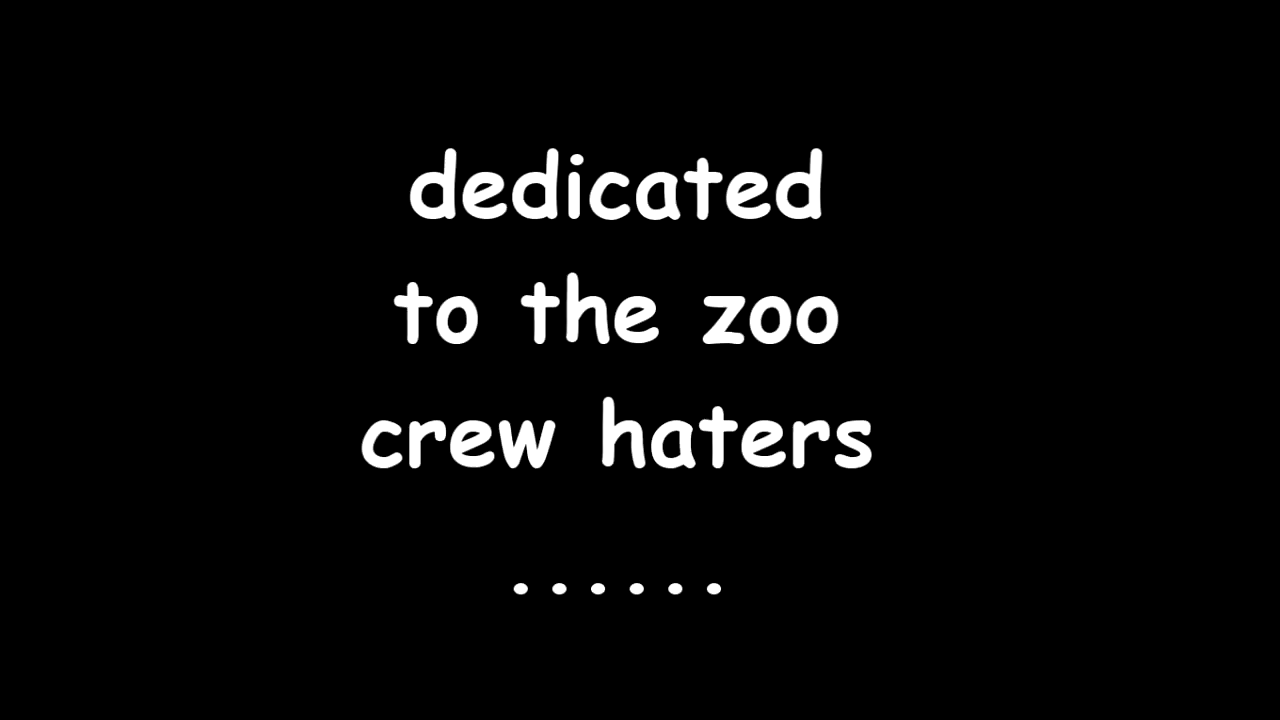 dedicated
to the zoo
crew haters
......